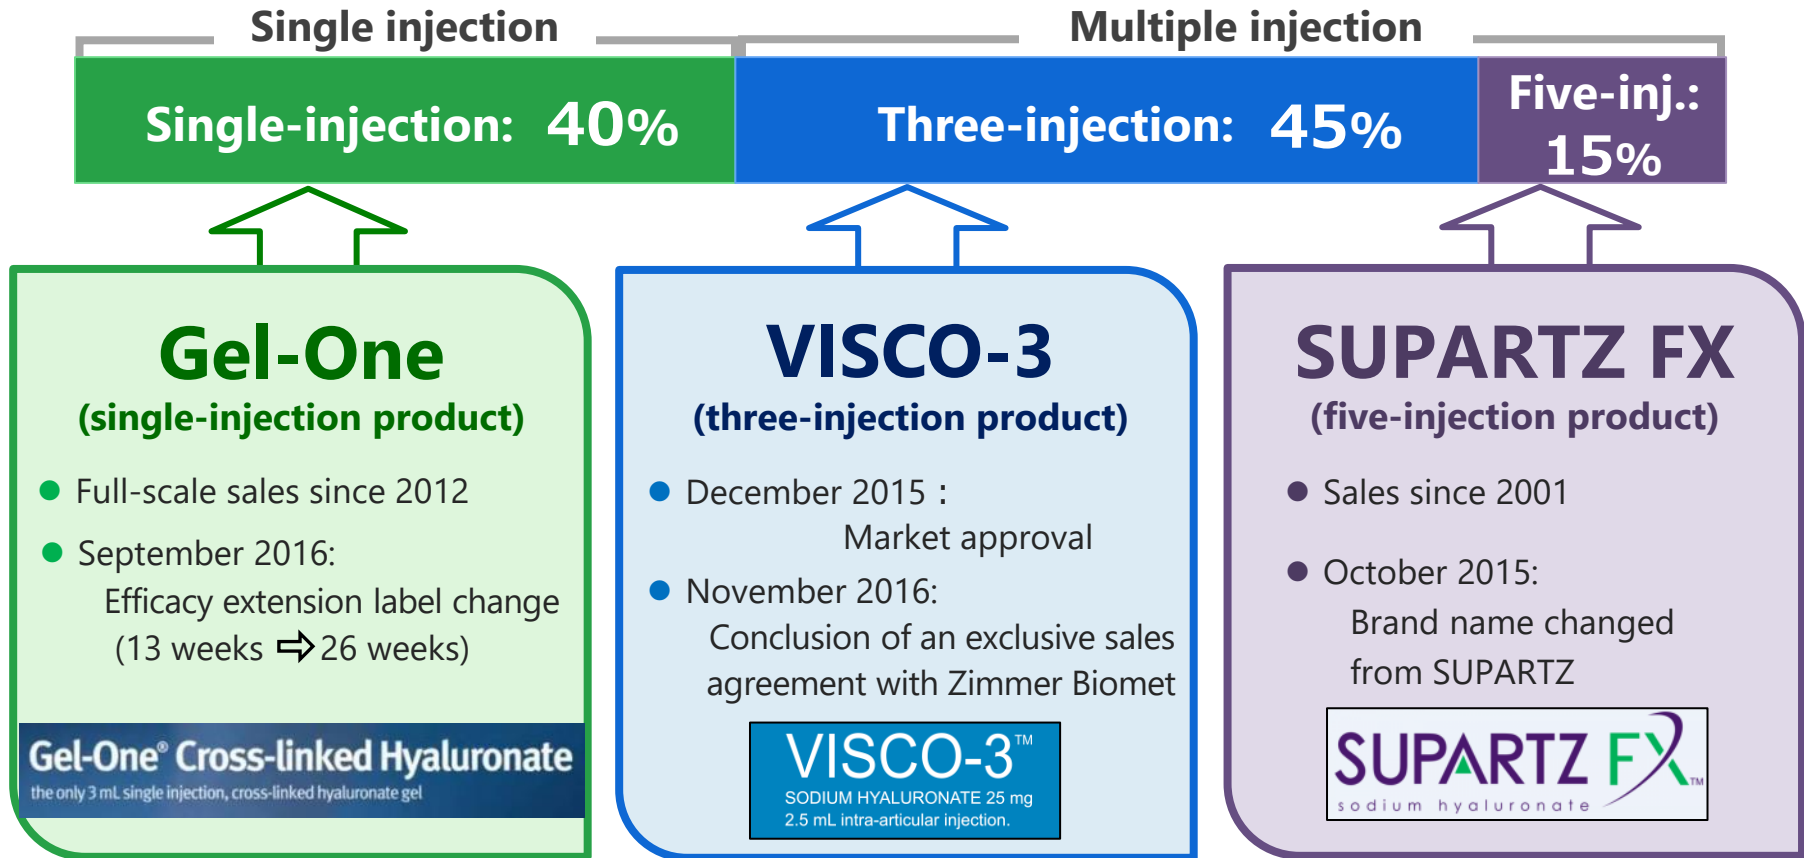 Single injection
Multiple injection
Single-injection: 40%
Three-injection: 45%
Five-inj.:
15%
Gel-One
(single-injection product)
● Full-scale sales since 2012
● September 2016:
Efficacy extension label change
(13 weeks ⇨ 26 weeks)
Gel-One® Cross-linked Hyaluronate
the only 3 mL single injection, cross-linked hyaluronate gel
VISCO-3
(three-injection product)
● December 2015：
Market approval
● November 2016:
Conclusion of an exclusive sales
agreement with Zimmer Biomet
VISCO-3™
SODIUM HYALURONATE 25 mg
2.5 mL intra-articular injection.
SUPARTZ FX
(five-injection product)
● Sales since 2001
● October 2015:
Brand name changed
from SUPARTZ
SUPARTZ FX™
sodium hyaluronate